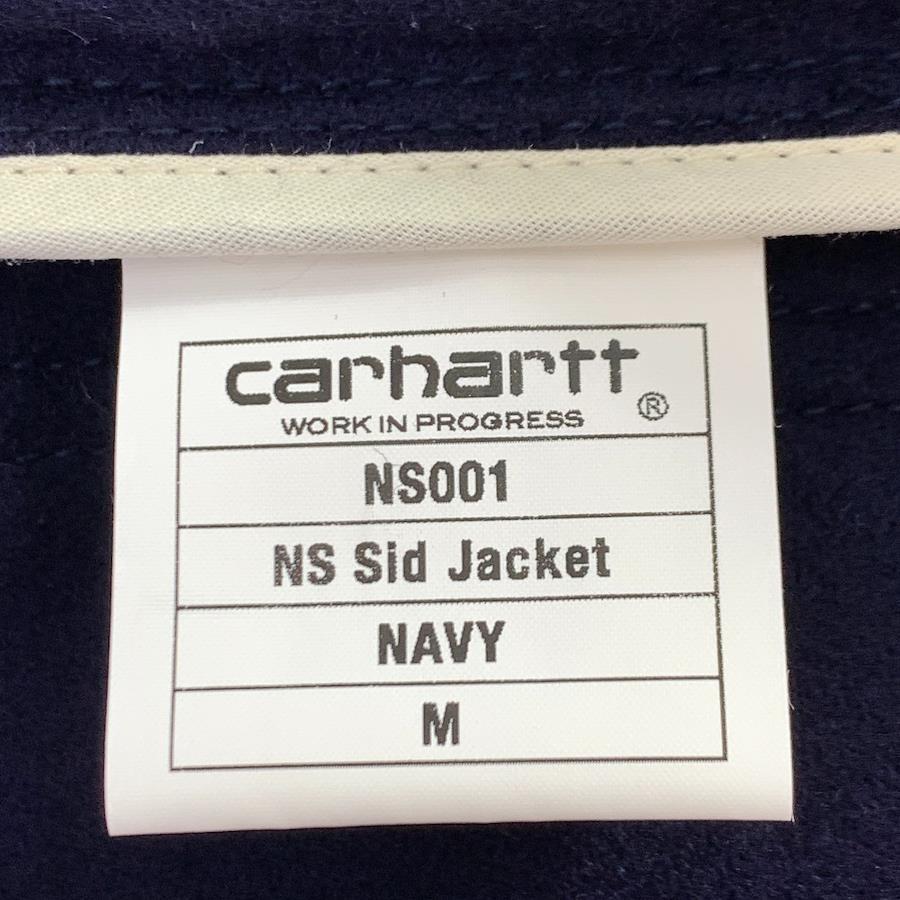 carhartt ®
WORK IN PROGRESS
NS001
NS Sid Jacket
NAVY
M